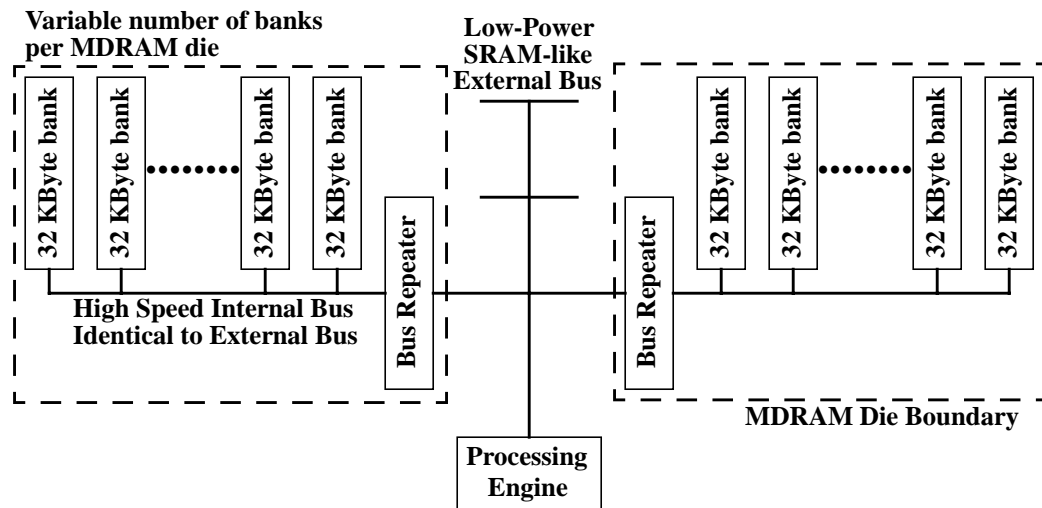 Variable number of banks
per MDRAM die
Low-Power
SRAM-like
External Bus
32 KByte bank
32 KByte bank
32 KByte bank
32 KByte bank
32 KByte bank
32 KByte bank
32 KByte bank
32 KByte bank
Bus Repeater
Bus Repeater
High Speed Internal Bus
Identical to External Bus
MDRAM Die Boundary
Processing
Engine